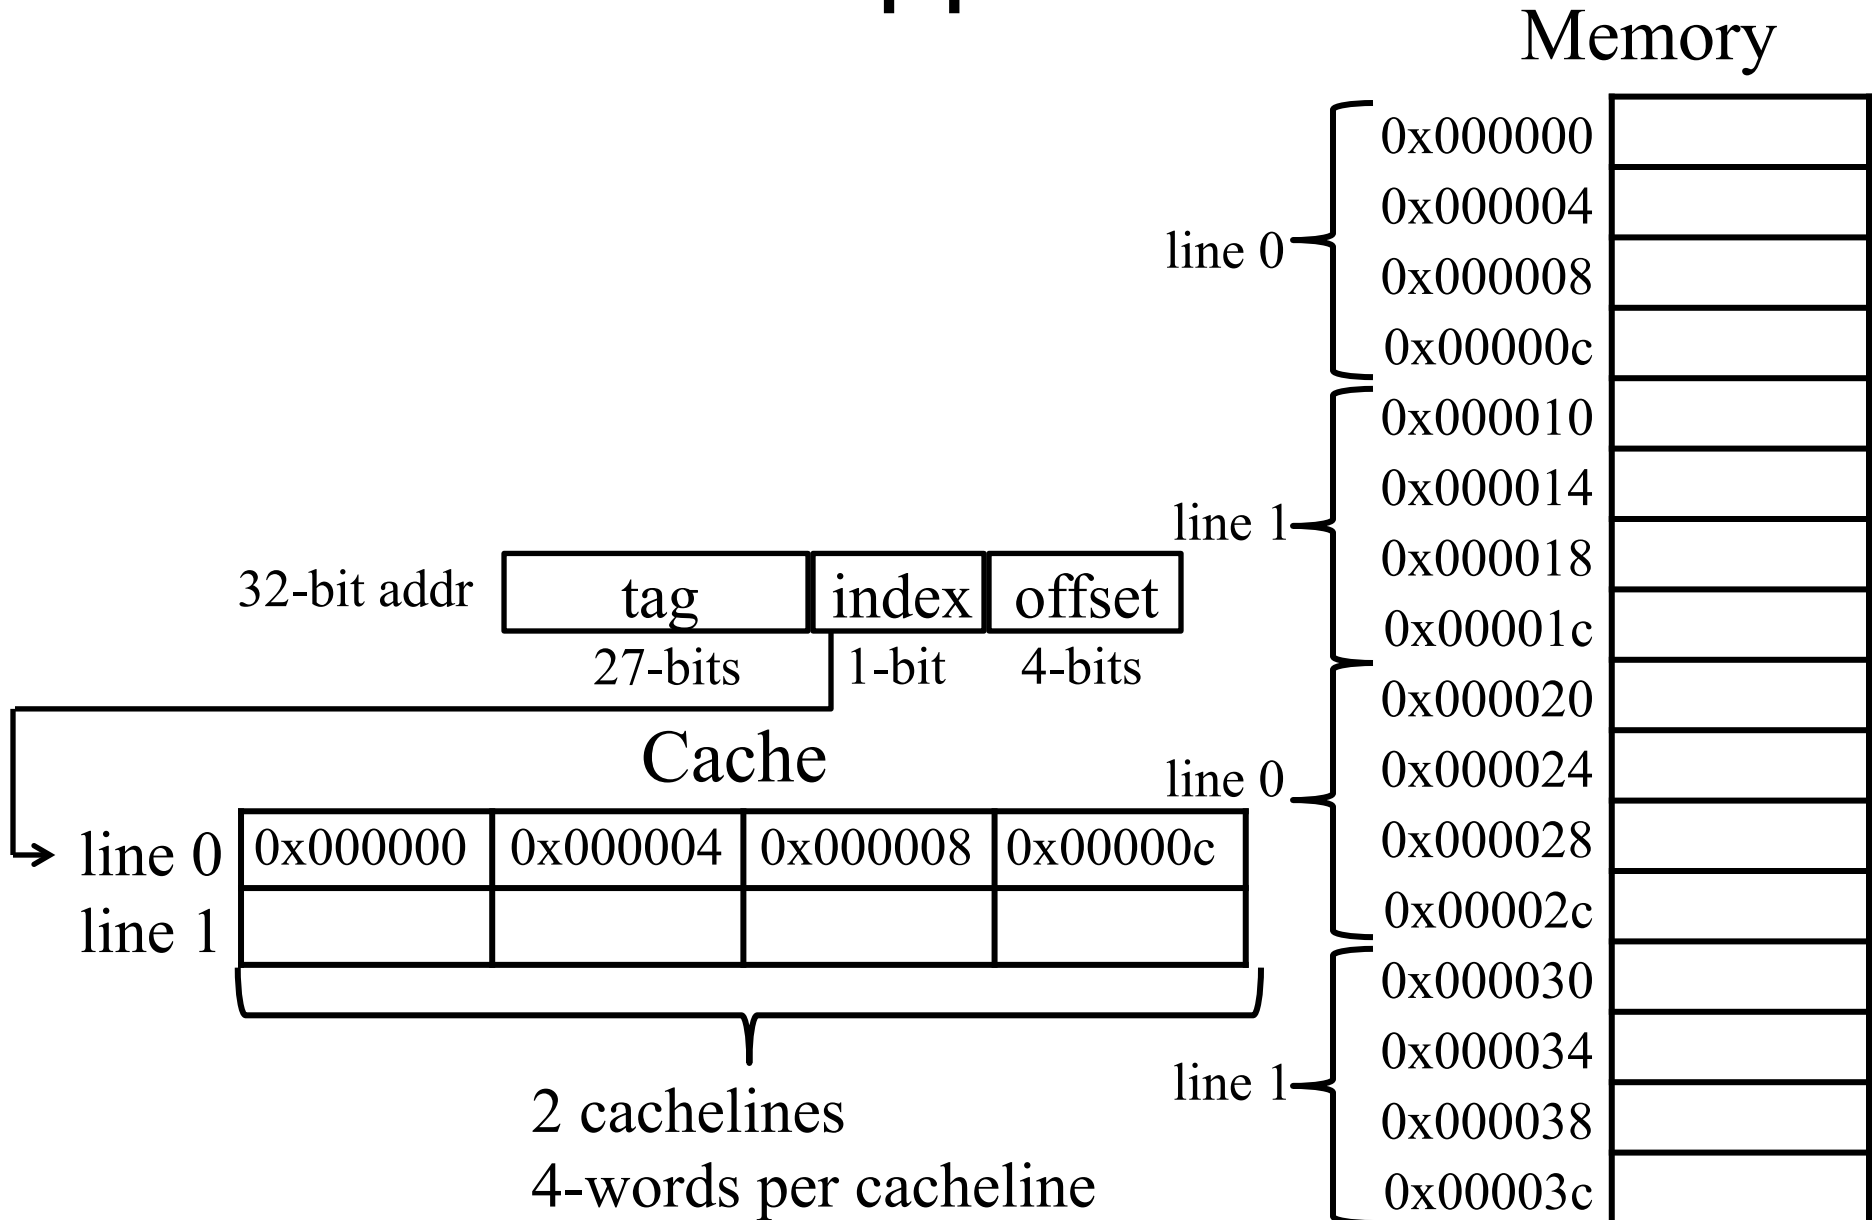 Memory
0x000000
0x000004
line 0
0x000008
0x00000c
0x000010
0x000014
line 1
0x000018
0x00001c
32-bit addr
tag
index
offset
27-bits
1-bit
4-bits
0x000020
0x000024
line 0
0x000028
0x00002c
Cache
line 0
0x000000
0x000004
0x000008
0x00000c
line 1
0x000030
0x000034
line 1
0x000038
0x00003c
2 cachelines
4-words per cacheline